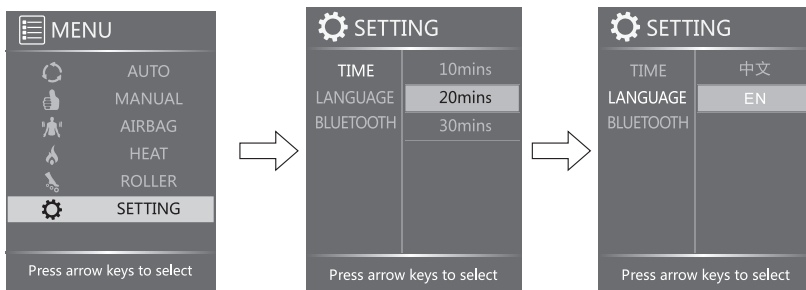 MENU
AUTO
MANUAL
AIRBAG
HEAT
ROLLER
SETTING
Press arrow keys to select
SETTING
TIME 10mins
LANGUAGE 20mins
BLUETOOTH 30mins
Press arrow keys to select
SETTING
TIME 中文
LANGUAGE EN
BLUETOOTH
Press arrow keys to select